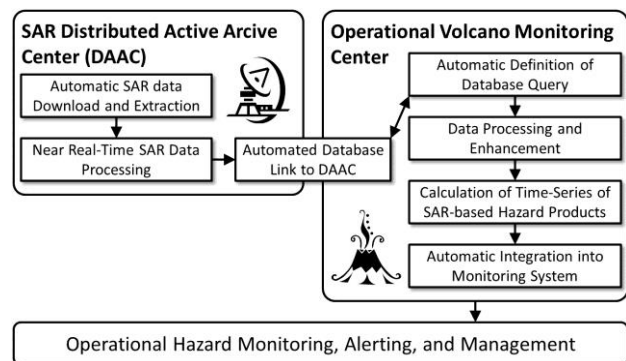 SAR Distributed Active Arcive
Center (DAAC)
Automatic SAR data
Download and Extraction
Near Real-Time SAR Data
Processing
Automated Database
Link to DAAC
Operational Volcano Monitoring
Center
Automatic Definition of
Database Query
Data Processing and
Enhancement
Calculation of Time-Series of
SAR-based Hazard Products
Automatic Integration into
Monitoring System
Operational Hazard Monitoring, Alerting, and Management